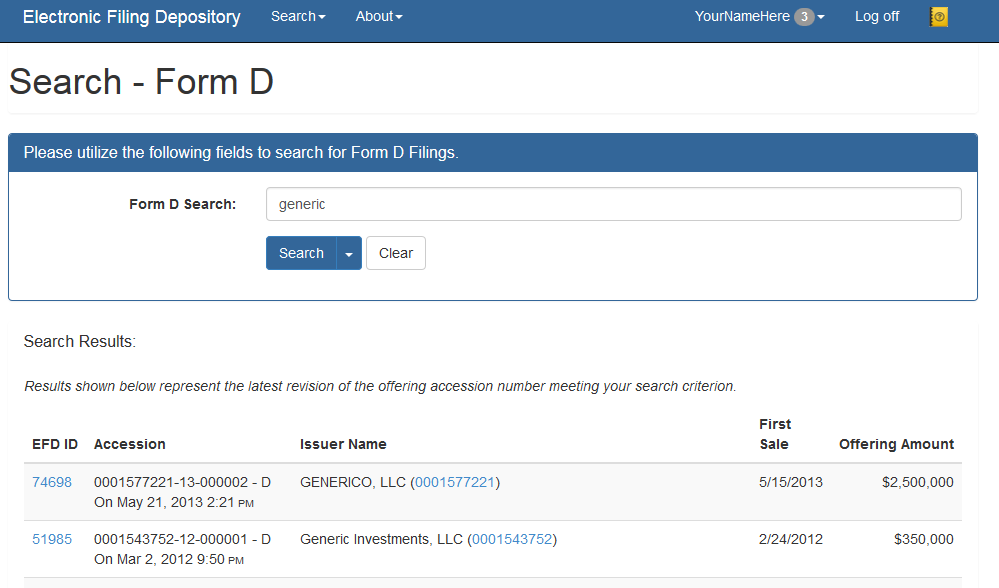 Electronic Filing Depository Search About YourNameHere 3 Log off
Search - Form D
Please utilize the following fields to search for Form D Filings.
Form D Search: generic
Search Clear
Search Results:
Results shown below represent the latest revision of the offering accession number meeting your search criterion.
First
EFD ID Accession Issuer Name Sale Offering Amount
74698 0001577221-13-000002 - D GENERICO, LLC (0001577221) 5/15/2013 $2,500,000
On May 21, 2013 2:21 PM
51985 0001543752-12-000001 - D Generic Investments, LLC (0001543752) 2/24/2012 $350,000
On Mar 2, 2012 9:50 PM